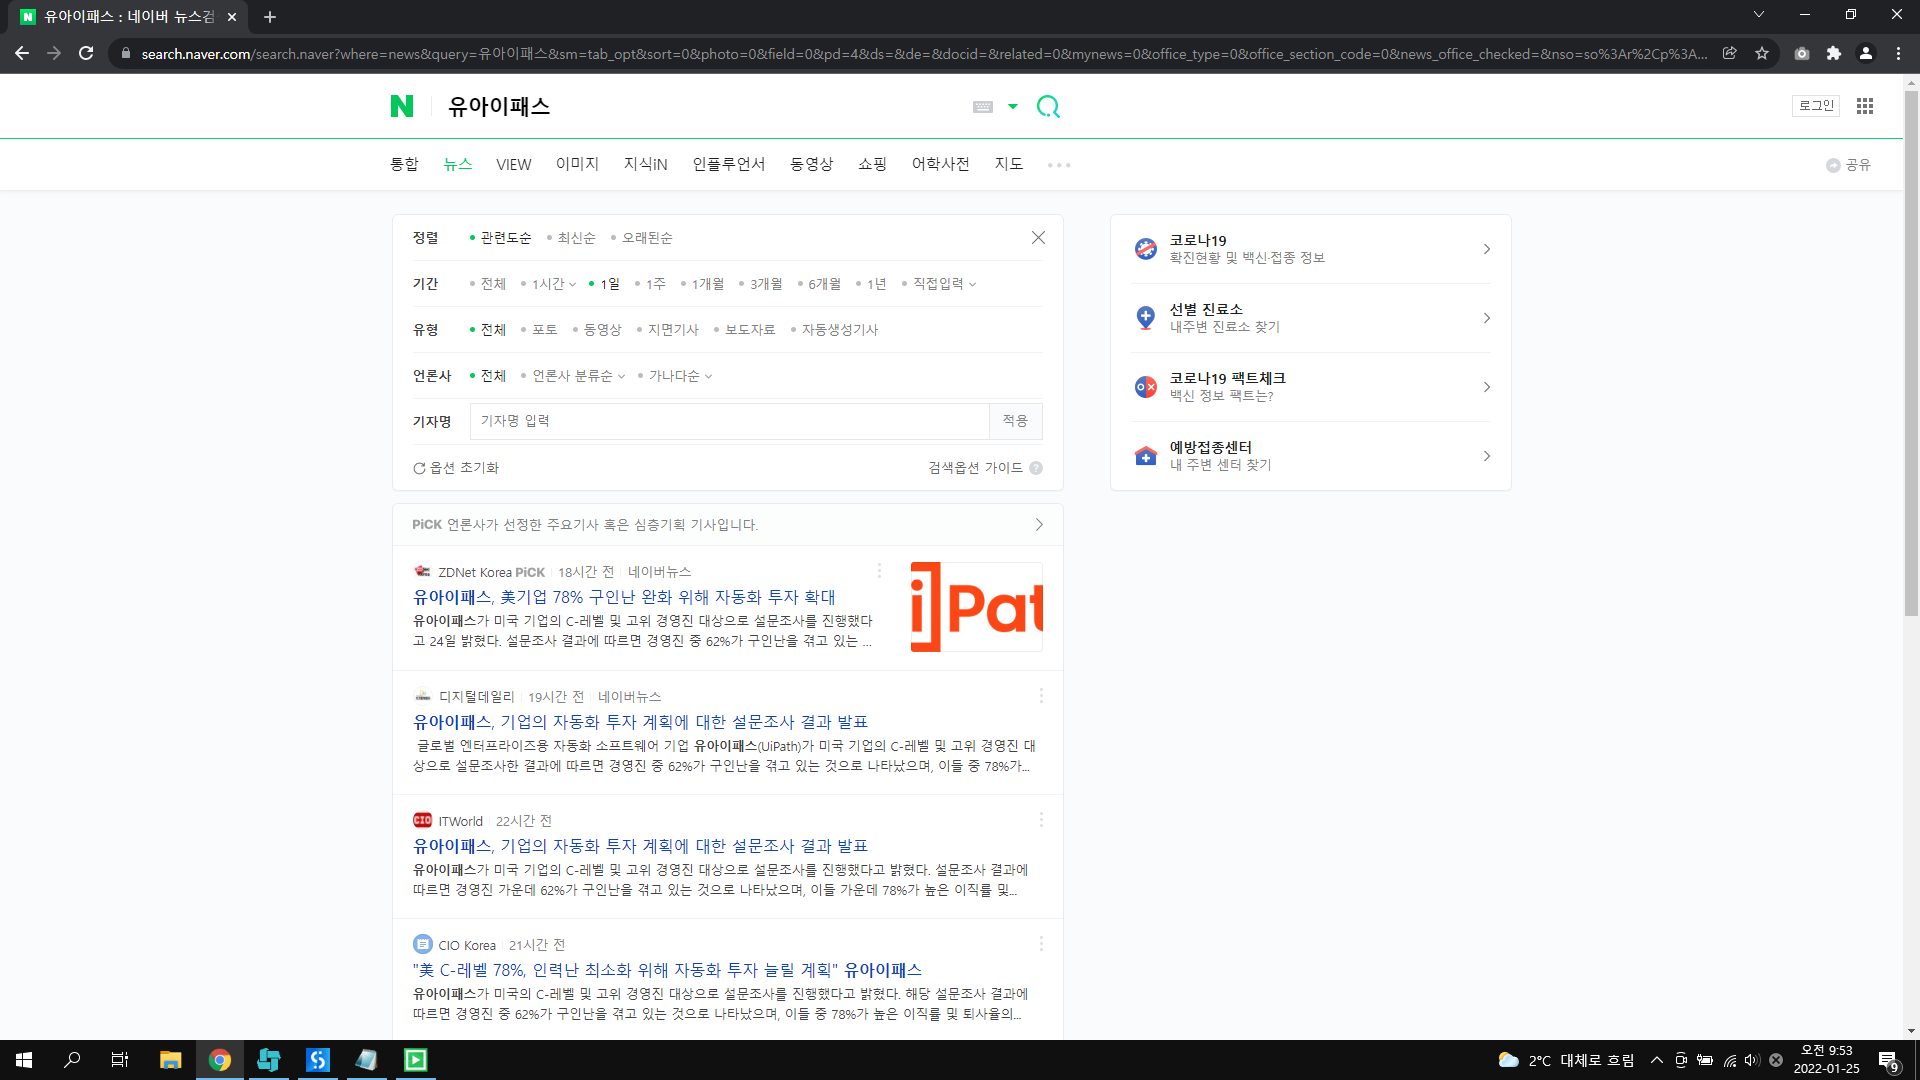 유아이패스 : 네이버 뉴스검
search.naver.com/search.naver?where=news&query=유아이패스&sm=tab_opt&sort=0&photo=0&field=0&pd=4&ds=&de=&docid=&related=0&mynews=0&office_type=0&office_section_code=0&news_office_checked=&nso=so%3Ar%2Cp%3A...
N 유아이패스
로그인
통합 뉴스 VIEW 이미지 지식iN 인플루언서 동영상 쇼핑 어학사전 지도
공유
정렬 관련도순 최신순 오래된순
기간 전체 1시간 1일 1주 1개월 3개월 6개월 1년 직접입력
유형 전체 포토 동영상 지면기사 보도자료 자동생성기사
언론사 전체 언론사 분류순 가나다순
기자명 기자명 입력 적용
옵션 초기화 검색옵션 가이드 ?
PiCK 언론사가 선정한 주요기사 혹은 심층기획 기사입니다.
ZDNet Korea PiCK 18시간 전 네이버뉴스
유아이패스, 美기업 78% 구인난 완화 위해 자동화 투자 확대
유아이패스가 미국 기업의 C-레벨 및 고위 경영진 대상으로 설문조사를 진행했다
고 24일 밝혔다. 설문조사 결과에 따르면 경영진 중 62%가 구인난을 겪고 있는 ...
i Pat
디지털데일리 19시간 전 네이버뉴스
유아이패스, 기업의 자동화 투자 계획에 대한 설문조사 결과 발표
글로벌 엔터프라이즈용 자동화 소프트웨어 기업 유아이패스(UiPath)가 미국 기업의 C-레벨 및 고위 경영진 대
상으로 설문조사한 결과에 따르면 경영진 중 62%가 구인난을 겪고 있는 것으로 나타났으며, 이들 중 78%가...
CIO ITWorld 22시간 전
유아이패스, 기업의 자동화 투자 계획에 대한 설문조사 결과 발표
유아이패스가 미국 기업의 C-레벨 및 고위 경영진 대상으로 설문조사를 진행했다고 밝혔다. 설문조사 결과에
따르면 경영진 가운데 62%가 구인난을 겪고 있는 것으로 나타났으며, 이들 가운데 78%가 높은 이직률 및...
CIO Korea 21시간 전
"美 C-레벨 78%, 인력난 최소화 위해 자동화 투자 늘릴 계획" 유아이패스
유아이패스가 미국의 C-레벨 및 고위 경영진 대상으로 설문조사를 진행했다고 밝혔다. 해당 설문조사 결과에
따르면 경영진 중 62%가 구인난을 겪고 있는 것으로 나타났으며, 이들 중 78%가 높은 이직률 및 퇴사율의...
코로나19
확진현황 및 백신·접종 정보
선별 진료소
내주변 진료소 찾기
코로나19 팩트체크
백신 정보 팩트는?
예방접종센터
내 주변 센터 찾기
2°C 대체로 흐림
오전 9:53
2022-01-25
9